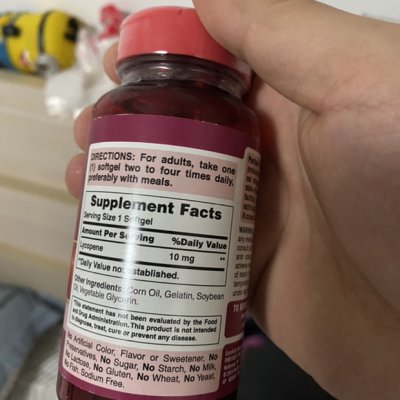 DIRECTIONS: For adults, take one
(1) softgel two to four times daily,
preferably with meals.
Supplement Facts
Serving Size 1 Softgel
Amount Per Serving %Daily Value
Lycopene 10 mg **
**Daily Value not established.
Other Ingredients: Corn Oil, Gelatin, Soybean
Oil, Vegetable Glycerin.
*This statement has not been evaluated by the Food
and Drug Administration. This product is not intended
to diagnose, treat, cure or prevent any disease.
No Artificial Color, Flavor or Sweetener, No
Preservatives, No Sugar, No Starch, No Milk,
No Lactose, No Gluten, No Wheat, No Yeast,
No Fish. Sodium Free.
WARNING